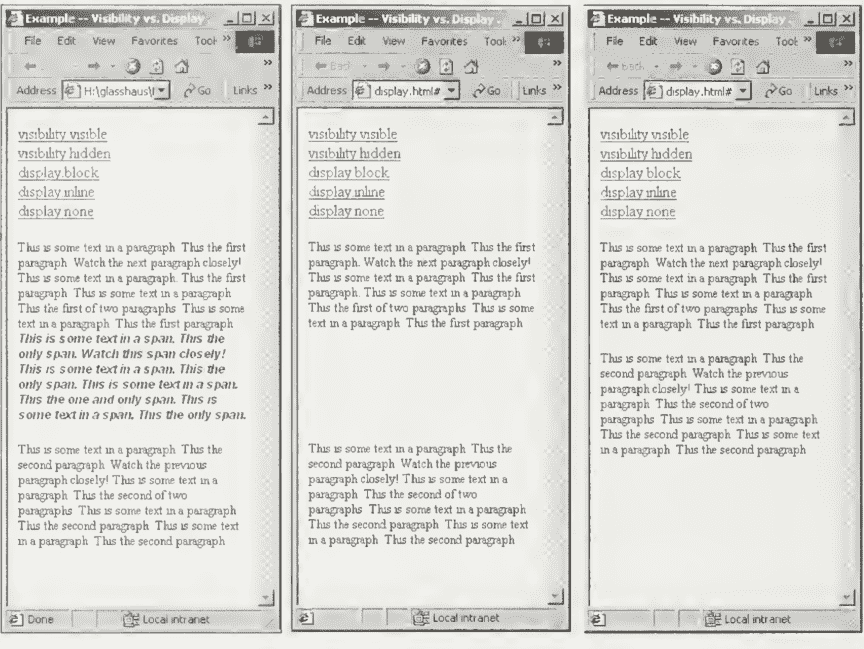 Example -- Visibility vs. Display
File Edit View Favorites Tool »
»
Address H:\glasshaus\f Go Links »
visibility visible
visibility hidden
display block
display inline
display none
This is some text in a paragraph This the first
paragraph Watch the next paragraph closely!
This is some text in a paragraph. This the first
paragraph This is some text in a paragraph
This the first of two paragraphs This is some
text in a paragraph This the first paragraph
This is some text in a span. This the
only span. Watch this span closely!
This is some text in a span. This the
only span. This is some text in a span.
This the one and only span. This is
some text in a span. This the only span.
This is some text in a paragraph This the
second paragraph Watch the previous
paragraph closely! This is some text in a
paragraph This the second of two
paragraphs This is some text in a paragraph
This the second paragraph This is some text
in a paragraph This the second paragraph
Done Local intranet
Example -- Visibility vs. Display .
File Edit View Favorites Tool »
Back »
Address display.html# Go Links »
visibility visible
visibility hidden
display block
display inline
display none
This is some text in a paragraph This the first
paragraph. Watch the next paragraph closely!
This is some text in a paragraph This the first
paragraph. This is some text in a paragraph
This the first of two paragraphs This is some
text in a paragraph This the first paragraph
This is some text in a paragraph This the
second paragraph Watch the previous
paragraph closely! This is some text in a
paragraph This the second of two
paragraphs This is some text in a paragraph
This the second paragraph This is some text
in a paragraph This the second paragraph
Local intranet
Example -- Visibility vs. Display .
File Edit View Favorites Tool »
Back »
Address display.html# Go Links »
visibility visible
visibility hidden
display block
display inline
display none
This is some text in a paragraph This the first
paragraph Watch the next paragraph closely!
This is some text in a paragraph This the first
paragraph This is some text in a paragraph
This the first of two paragraphs This is some
text in a paragraph This the first paragraph
This is some text in a paragraph This the
second paragraph Watch the previous
paragraph closely! This is some text in a
paragraph This the second of two
paragraphs This is some text in a paragraph
This the second paragraph This is some text
in a paragraph This the second paragraph
Local intranet